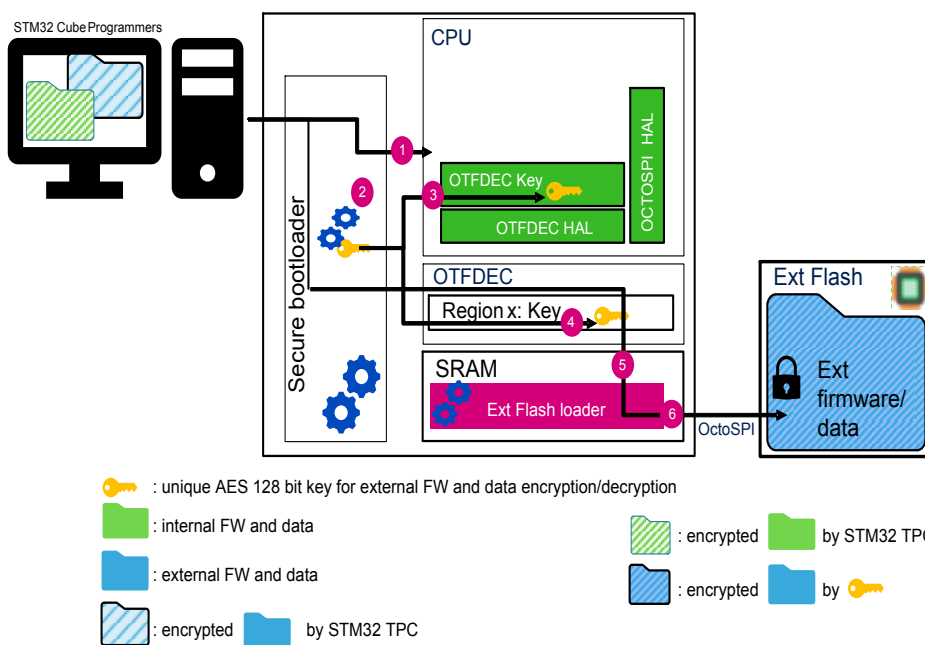 STM32 Cube Programmers
CPU
OCTOSPI HAL
1
2
3
OTFDEC Key
OTFDEC HAL
Secure bootloader
OTFDEC
Region x: Key
4
5
SRAM
Ext Flash loader
6
OctoSPI
Ext Flash
Ext
firmware/
data
: unique AES 128 bit key for external FW and data encryption/decryption
: internal FW and data
: external FW and data
: encrypted by STM32 TPC
: encrypted by STM32 TPC
: encrypted by